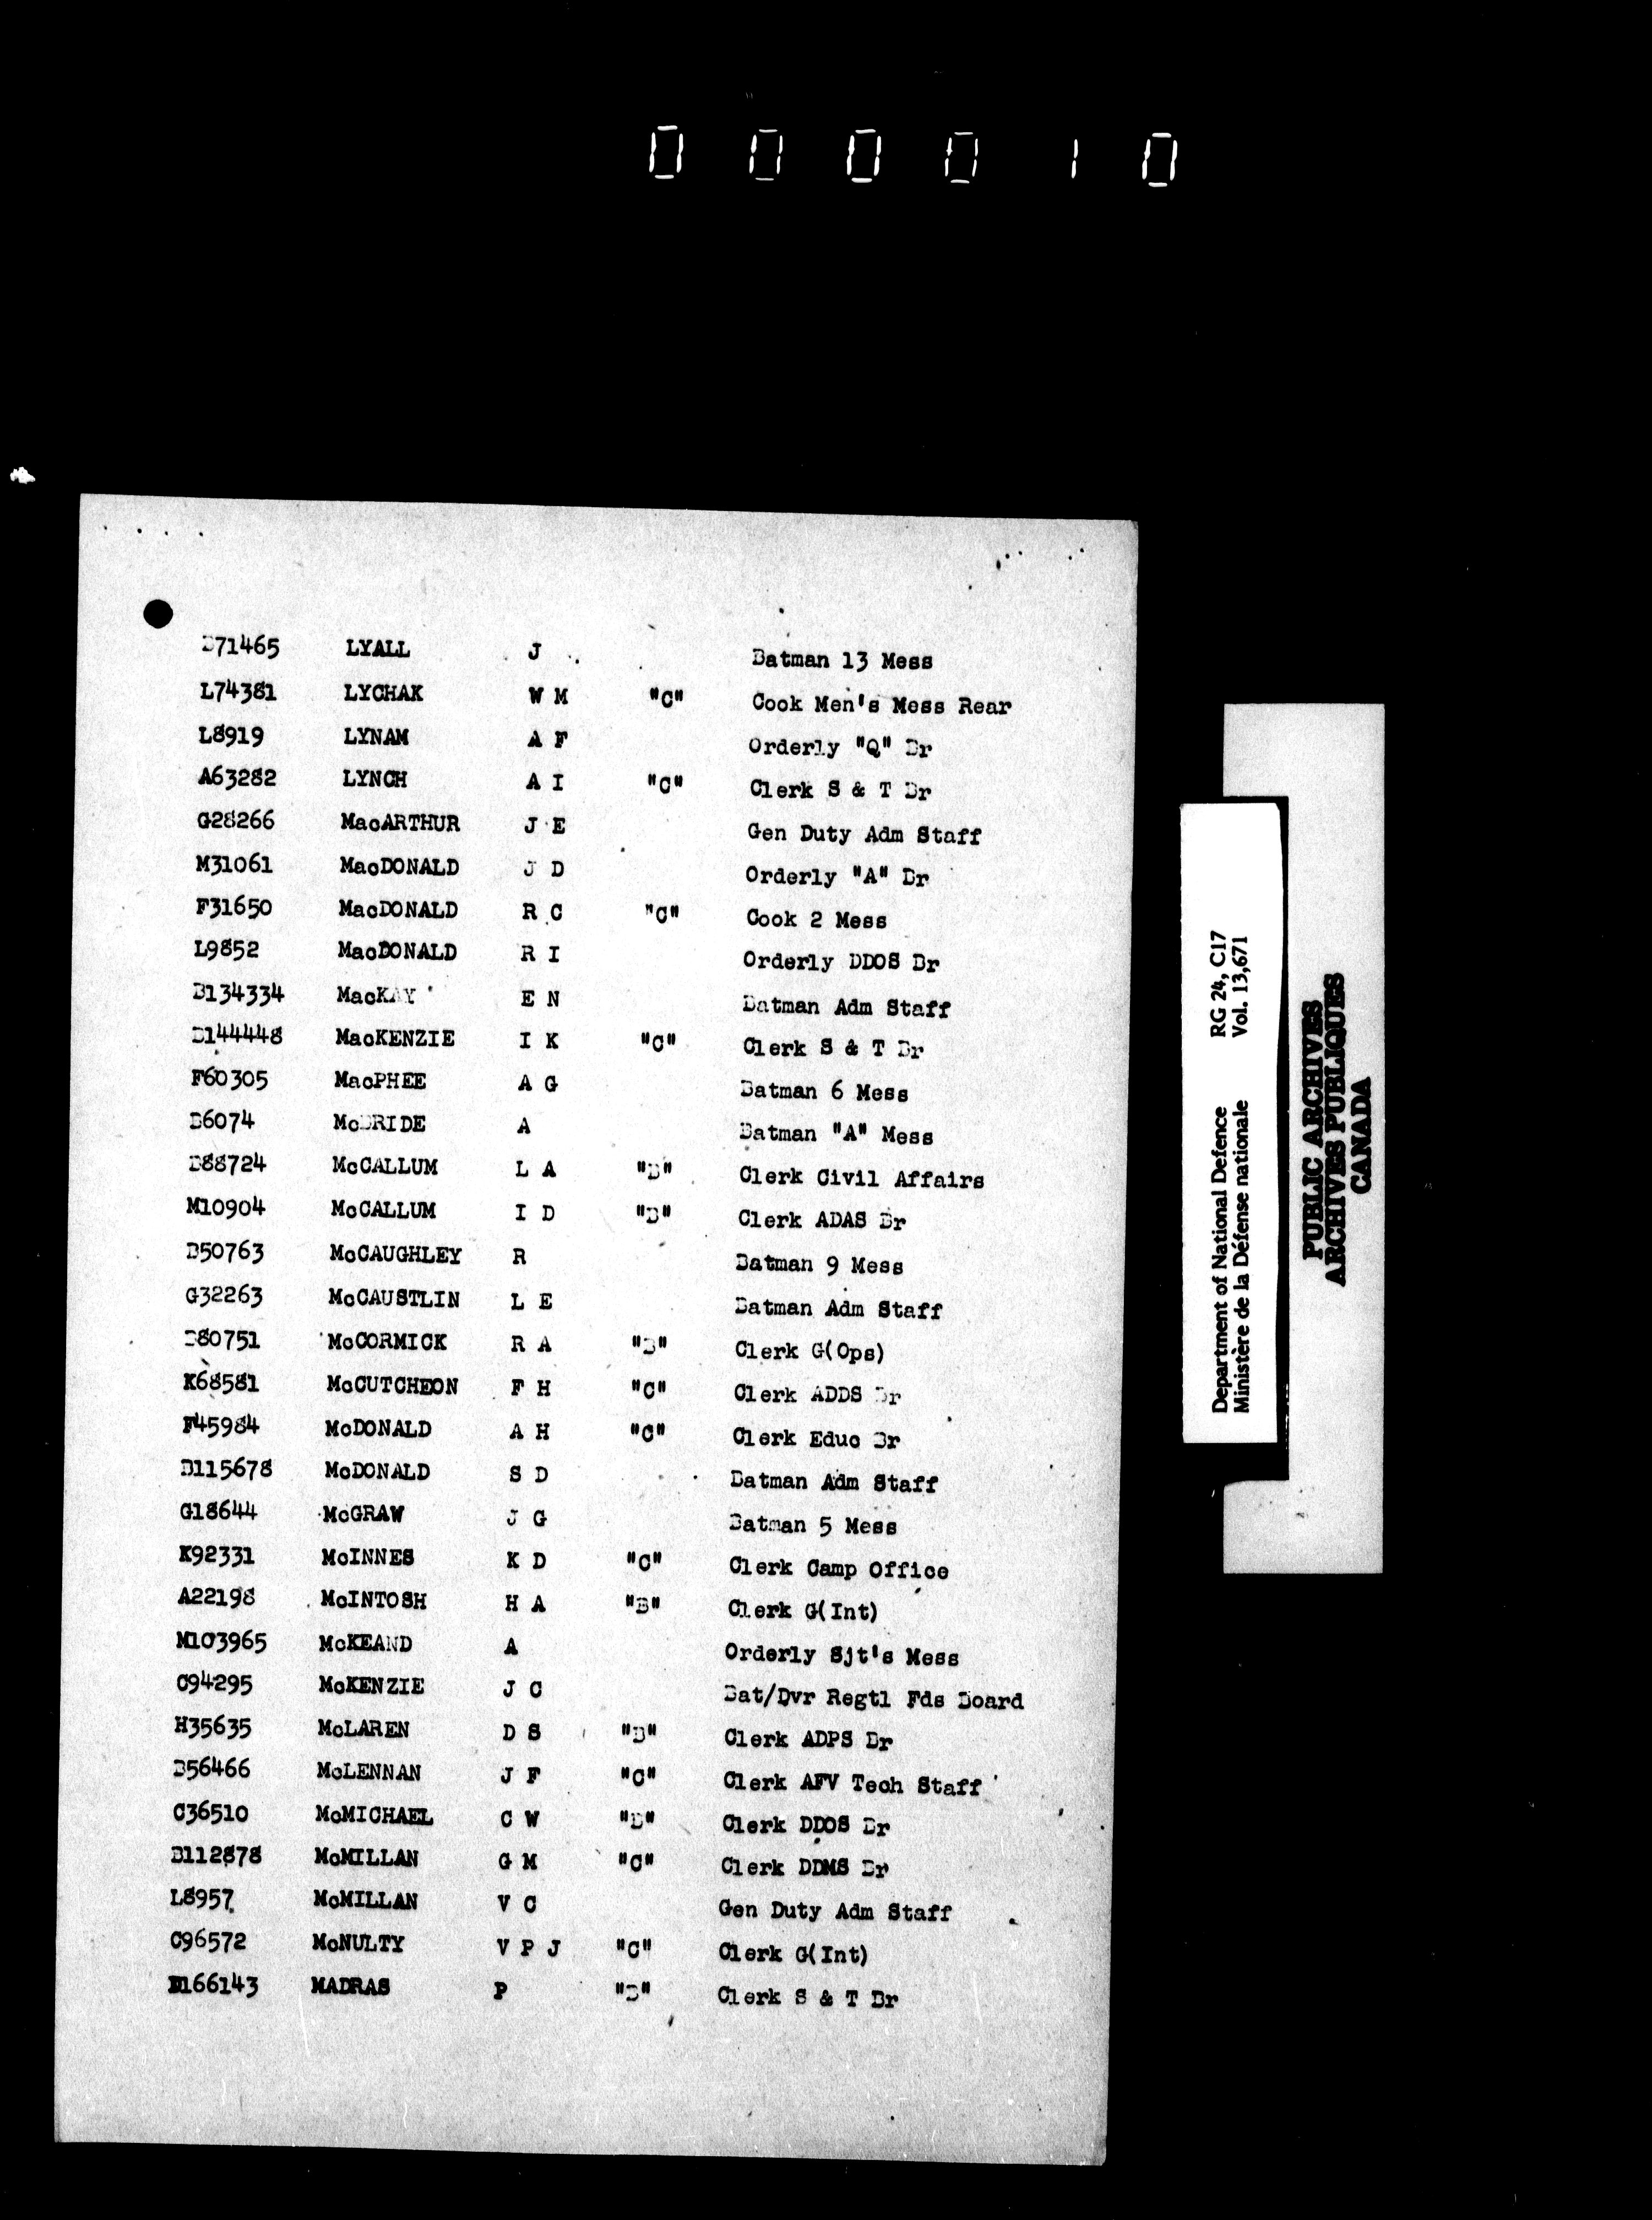 000010
B71465 LYALL J Batman 13 Mess
L74381 LYCHAK W M "C" Cook Men's Mess Rear
L8919 LYNAM A F Orderly "Q" Br
A63282 LYNCH A I "C" Clerk S & T Br
G28266 MacARTHUR J E Gen Duty Adm Staff
M31061 MacDONALD J D Orderly "A" Br
F31650 MacDONALD R C "C" Cook 2 Mess
L9852 MacDONALD R I Orderly DDOS Br
B134334 MacKAY E N Batman Adm Staff
B144448 MacKENZIE I K "C" Clerk S & T Br
F60305 MacPHEE A G Batman 6 Mess
B6074 McBRIDE A Batman "A" Mess
B88724 McCALLUM L A "B" Clerk Civil Affairs
M10904 McCALLUM I D "B" Clerk ADAS Br
B50763 McCAUGHLEY R Batman 9 Mess
G32263 McCAUSTLIN L E Batman Adm Staff
B80751 McCORMICK R A "B" Clerk G(Ops)
K68581 McCUTCHEON F H "C" Clerk ADDS Br
F45984 McDONALD A H "C" Clerk Educ Br
B115678 McDONALD S D Batman Adm Staff
G18644 McGRAW J G Batman 5 Mess
K92331 McINNES K D "C" Clerk Camp Office
A22198 McINTOSH H A "B" Clerk G(Int)
M103965 McKEAND A Orderly Sjt's Mess
C94295 McKENZIE J C Bat/Dvr Regtl Fds Board
H35635 McLAREN D S "B" Clerk ADPS Br
B56466 McLENNAN J F "C" Clerk AFV Tech Staff
C36510 McMICHAEL C W "B" Clerk DDOS Br
B112878 McMILLAN G M "C" Clerk DDMS Br
L8957 McMILLAN V C Gen Duty Adm Staff
C96572 McNULTY V P J "C" Clerk G(Int)
MADRAS P "B" Clerk S & T Br
Department of National Defence RG 24, C17
Ministère de la Défense nationale Vol. 13,671
PUBLIC ARCHIVES
ARCHIVES PUBLIQUES
CANADA